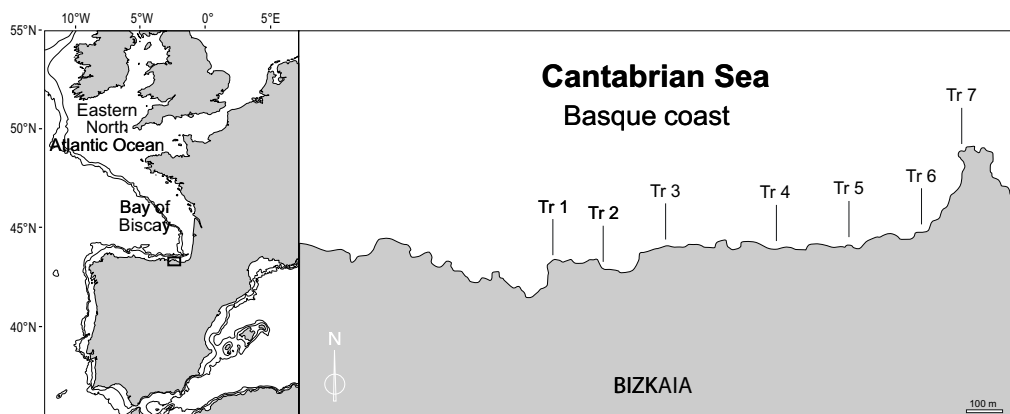 10°W
5°W
0°
5°E
55°N
50°N
45°N
40°N
Eastern
North
Atlantic Ocean
Bay of
Biscay
Cantabrian Sea
Basque coast
Tr 1
Tr 2
Tr 3
Tr 4
Tr 5
Tr 6
Tr 7
N
BIZKAIA
100 m